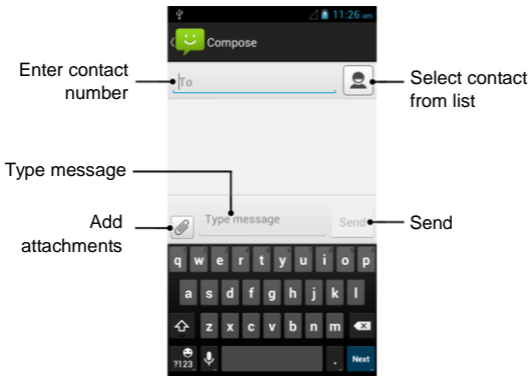 11:26 am
Compose
Enter contact
number
To
Select contact
from list
Type message
Type message
Add
attachments
Send
Send
q w e r t y u i o p
a s d f g h j k l
z x c v b n m
?123
.
Next